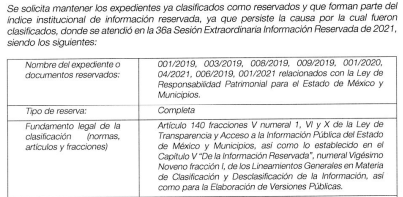 Se solicita mantener los expedientes ya clasificados como reservados y que forman parte del
índice institucional de información reservada, ya que persiste la causa por la cual fueron
clasificados, donde se atendió en la 36a Sesión Extraordinaria Información Reservada de 2021,
siendo los siguientes:
Nombre del expediente o
documentos reservados:
001/2019, 003/2019, 008/2019, 009/2019, 001/2020,
04/2021, 006/2019, 001/2021 relacionados con la Ley de
Responsabilidad Patrimonial para el Estado de México y
Municipios.
Tipo de reserva:
Completa
Fundamento legal de la
clasificación (normas,
artículos y fracciones)
Artículo 140 fracciones V numeral 1, VI y X de la Ley de
Transparencia y Acceso a la Información Pública del Estado
de México y Municipios, así como lo establecido en el
Capítulo V "De la Información Reservada", numeral Vigésimo
Noveno fracción I, de los Lineamientos Generales en Materia
de Clasificación y Desclasificación de la Información, así
como para la Elaboración de Versiones Públicas.